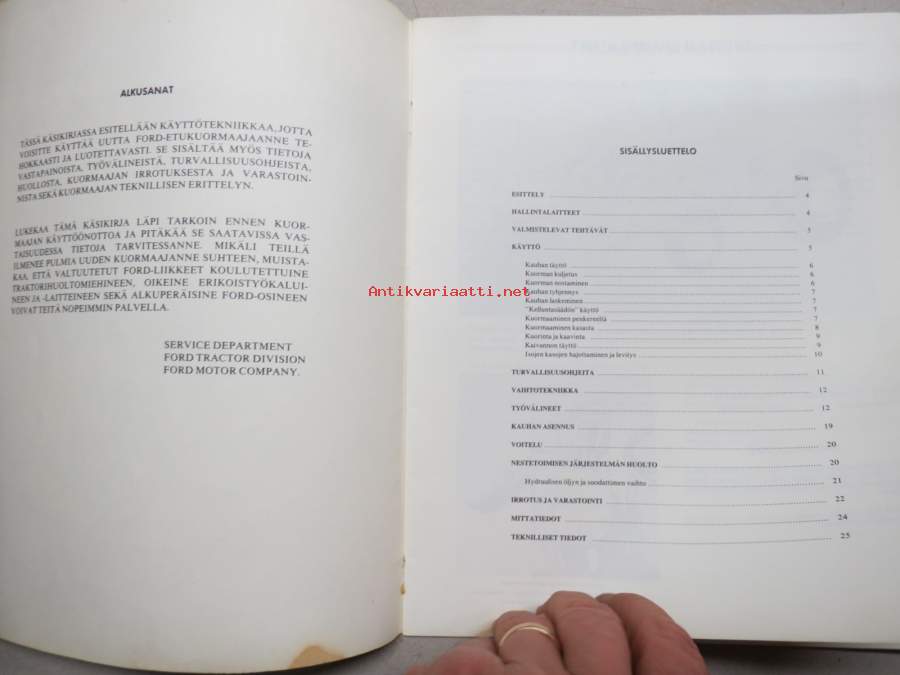 ALKUSANAT
TÄSSÄ KÄSIKIRJASSA ESITELLÄÄN KÄYTTÖTEKNIIKKAA, JOTTA
VOISITTE KÄYTTÄÄ UUTTA FORD-ETUKUORMAAJAANNE TE-
HOKKAASTI JA LUOTETTAVASTI. SE SISÄLTÄÄ MYÖS TIETOJA
VASTAPAINOISTA, TYÖVÄLINEISTÄ, TURVALLISUUSOHJEISTA,
HUOLLOSTA, KUORMAAJAN IRROTUKSESTA JA VARASTOIN-
NISTA SEKÄ KUORMAAJAN TEKNILLISEN ERITTELYN.
LUKEKAA TÄMÄ KÄSIKIRJA LÄPI TARKOIN ENNEN KUOR-
MAAJAN KÄYTTÖÖNOTTOA JA PITÄKÄÄ SE SAATAVISSA VAS-
TAISUUDESSA TIETOJA TARVITESSANNE. MIKÄLI TEILLÄ
ILMENEE PULMIA UUDEN KUORMAAJANNE SUHTEEN, MUISTA-
KAA, ETTÄ VALTUUTETUT FORD-LIIKKEET KOULUTETTUINE
TRAKTORIHUOLTOMIEHINEEN, OIKEINE ERIKOISTYÖKALUI-
NEEN JA -LAITTEINEEN SEKÄ ALKUPERÄISINE FORD-OSINEEN
VOIVAT TEITÄ NOPEIMMIN PALVELLA.
SERVICE DEPARTMENT
FORD TRACTOR DIVISION
FORD MOTOR COMPANY.
SISÄLLYSLUETTELO
Sivu
ESITTELY 4
HALLINTALAITTEET 4
VALMISTELEVAT TEHTÄVÄT 5
KÄYTTÖ 5
Kauhan täyttö 6
Kuorman kuljetus 6
Kuorman nostaminen 6
Kauhan tyhjennys 7
Kauhan laskeminen 7
"Kelluntasäädön" käyttö 7
Kuormaaminen penkereeltä 7
Kuormaaminen kasasta 8
Kuorinta ja kaavinta 9
Kaivannon täyttö 9
Isojen kasojen hajottaminen ja levitys 10
TURVALLISUUSOHJEITA 11
VAIHTOTEKNIIKKA 12
TYÖVÄLINEET 12
KAUHAN ASENNUS 19
VOITELU 20
NESTETOIMISEN JÄRJESTELMÄN HUOLTO 20
Hydraulisen öljyn ja suodattimen vaihto 21
IRROTUS JA VARASTOINTI 22
MITTATIEDOT 24
TEKNILLISET TIEDOT 25
Antikvariaatti.net